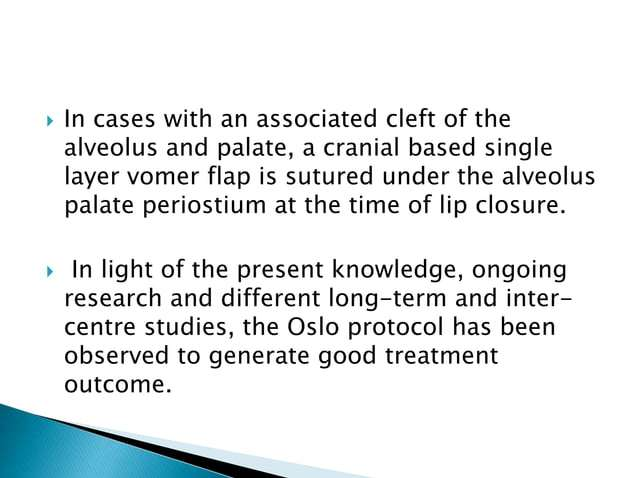 In cases with an associated cleft of the
alveolus and palate, a cranial based single
layer vomer flap is sutured under the alveolus
palate periostium at the time of lip closure.
In light of the present knowledge, ongoing
research and different long-term and inter-
centre studies, the Oslo protocol has been
observed to generate good treatment
outcome.